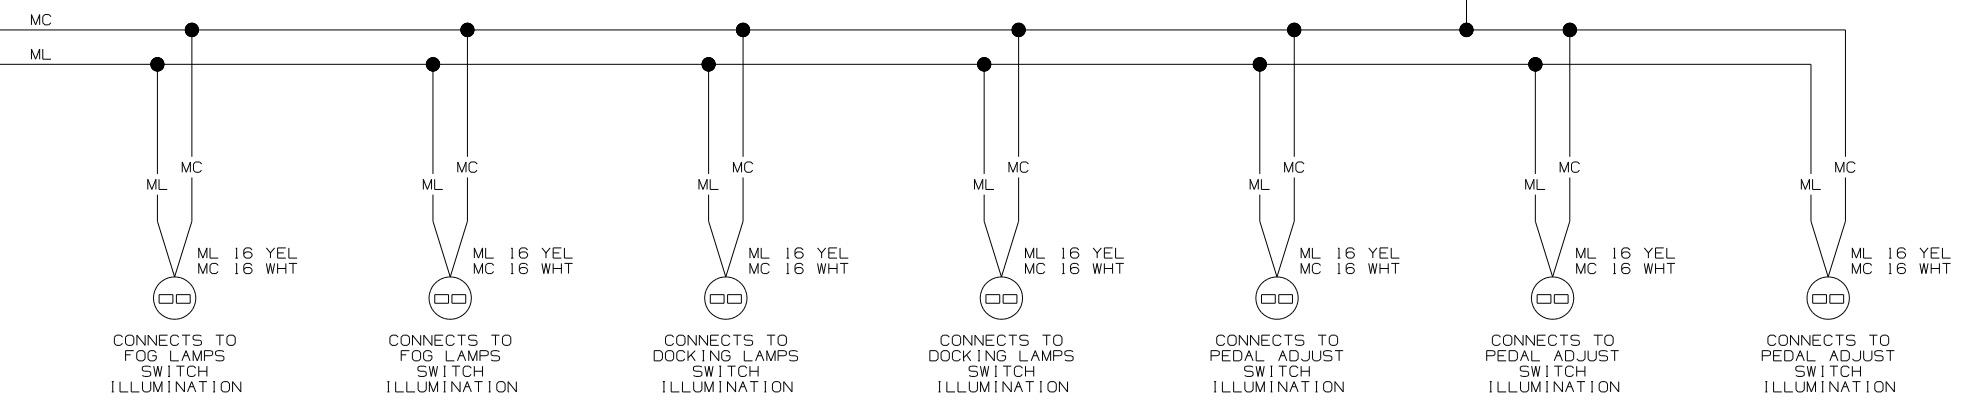 MC
ML
MC
ML
MC
ML
MC
ML
MC
ML
MC
ML
MC
ML
MC
ML
ML 16 YEL
MC 16 WHT
ML 16 YEL
MC 16 WHT
ML 16 YEL
MC 16 WHT
ML 16 YEL
MC 16 WHT
ML 16 YEL
MC 16 WHT
ML 16 YEL
MC 16 WHT
ML 16 YEL
MC 16 WHT
CONNECTS TO
FOG LAMPS
SWITCH
ILLUMINATION
CONNECTS TO
FOG LAMPS
SWITCH
ILLUMINATION
CONNECTS TO
DOCKING LAMPS
SWITCH
ILLUMINATION
CONNECTS TO
DOCKING LAMPS
SWITCH
ILLUMINATION
CONNECTS TO
PEDAL ADJUST
SWITCH
ILLUMINATION
CONNECTS TO
PEDAL ADJUST
SWITCH
ILLUMINATION
CONNECTS TO
PEDAL ADJUST
SWITCH
ILLUMINATION